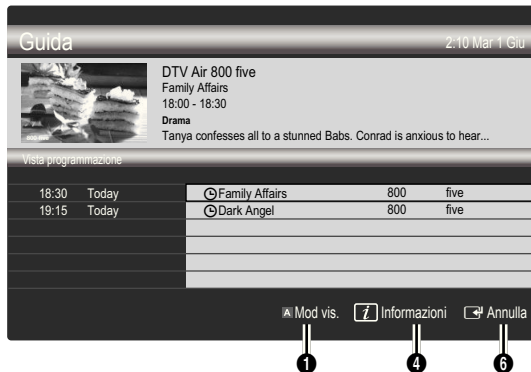 Guida 2:10 Mar 1 Giu
DTV Air 800 five
Family Affairs
18:00 - 18:30
Drama
Tanya confesses all to a stunned Babs. Conrad is anxious to hear...
Vista programmazione
18:30 Today Family Affairs 800 five
19:15 Today Dark Angel 800 five
A Mod vis. i Informazioni Annulla
1 4 6